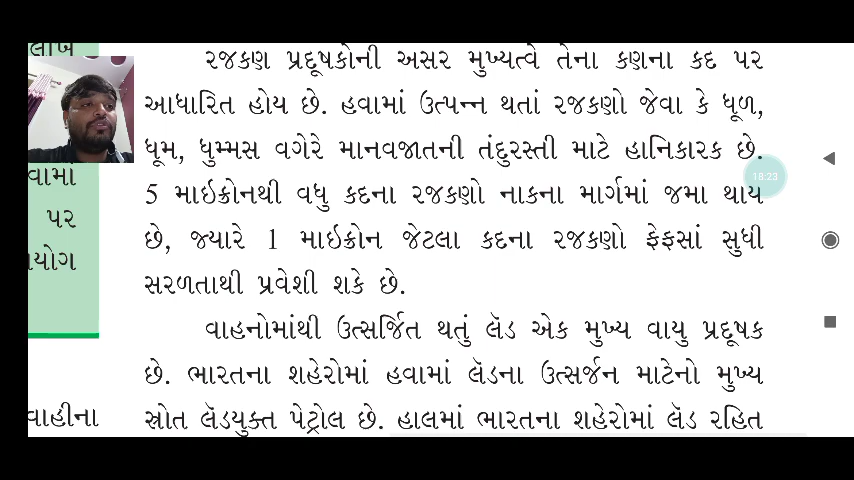 લાખ
વામાં
પર
યોગ
વાહીના
રજકણ પ્રદૂષકોની અસર મુખ્યત્વે તેના કણના કદ પર
આધારિત હોય છે. હવામાં ઉત્પન્ન થતાં રજકણો જેવા કે ધૂળ,
ધૂમ, ધુમ્મસ વગેરે માનવજાતની તંદુરસ્તી માટે હાનિકારક છે.
18:23
5 માઇક્રોનથી વધુ કદના રજકણો નાકના માર્ગમાં જમા થાય
છે, જ્યારે 1 માઇક્રોન જેટલા કદના રજકણો ફેફસાં સુધી
સરળતાથી પ્રવેશી શકે છે.
વાહનોમાંથી ઉત્સર્જિત થતું લૅડ એક મુખ્ય વાયુ પ્રદૂષક
છે. ભારતના શહેરોમાં હવામાં લૅડના ઉત્સર્જન માટેનો મુખ્ય
સ્રોત લૅડયુક્ત પેટ્રોલ છે. હાલમાં ભારતના શહેરોમાં લૅડ રહિત